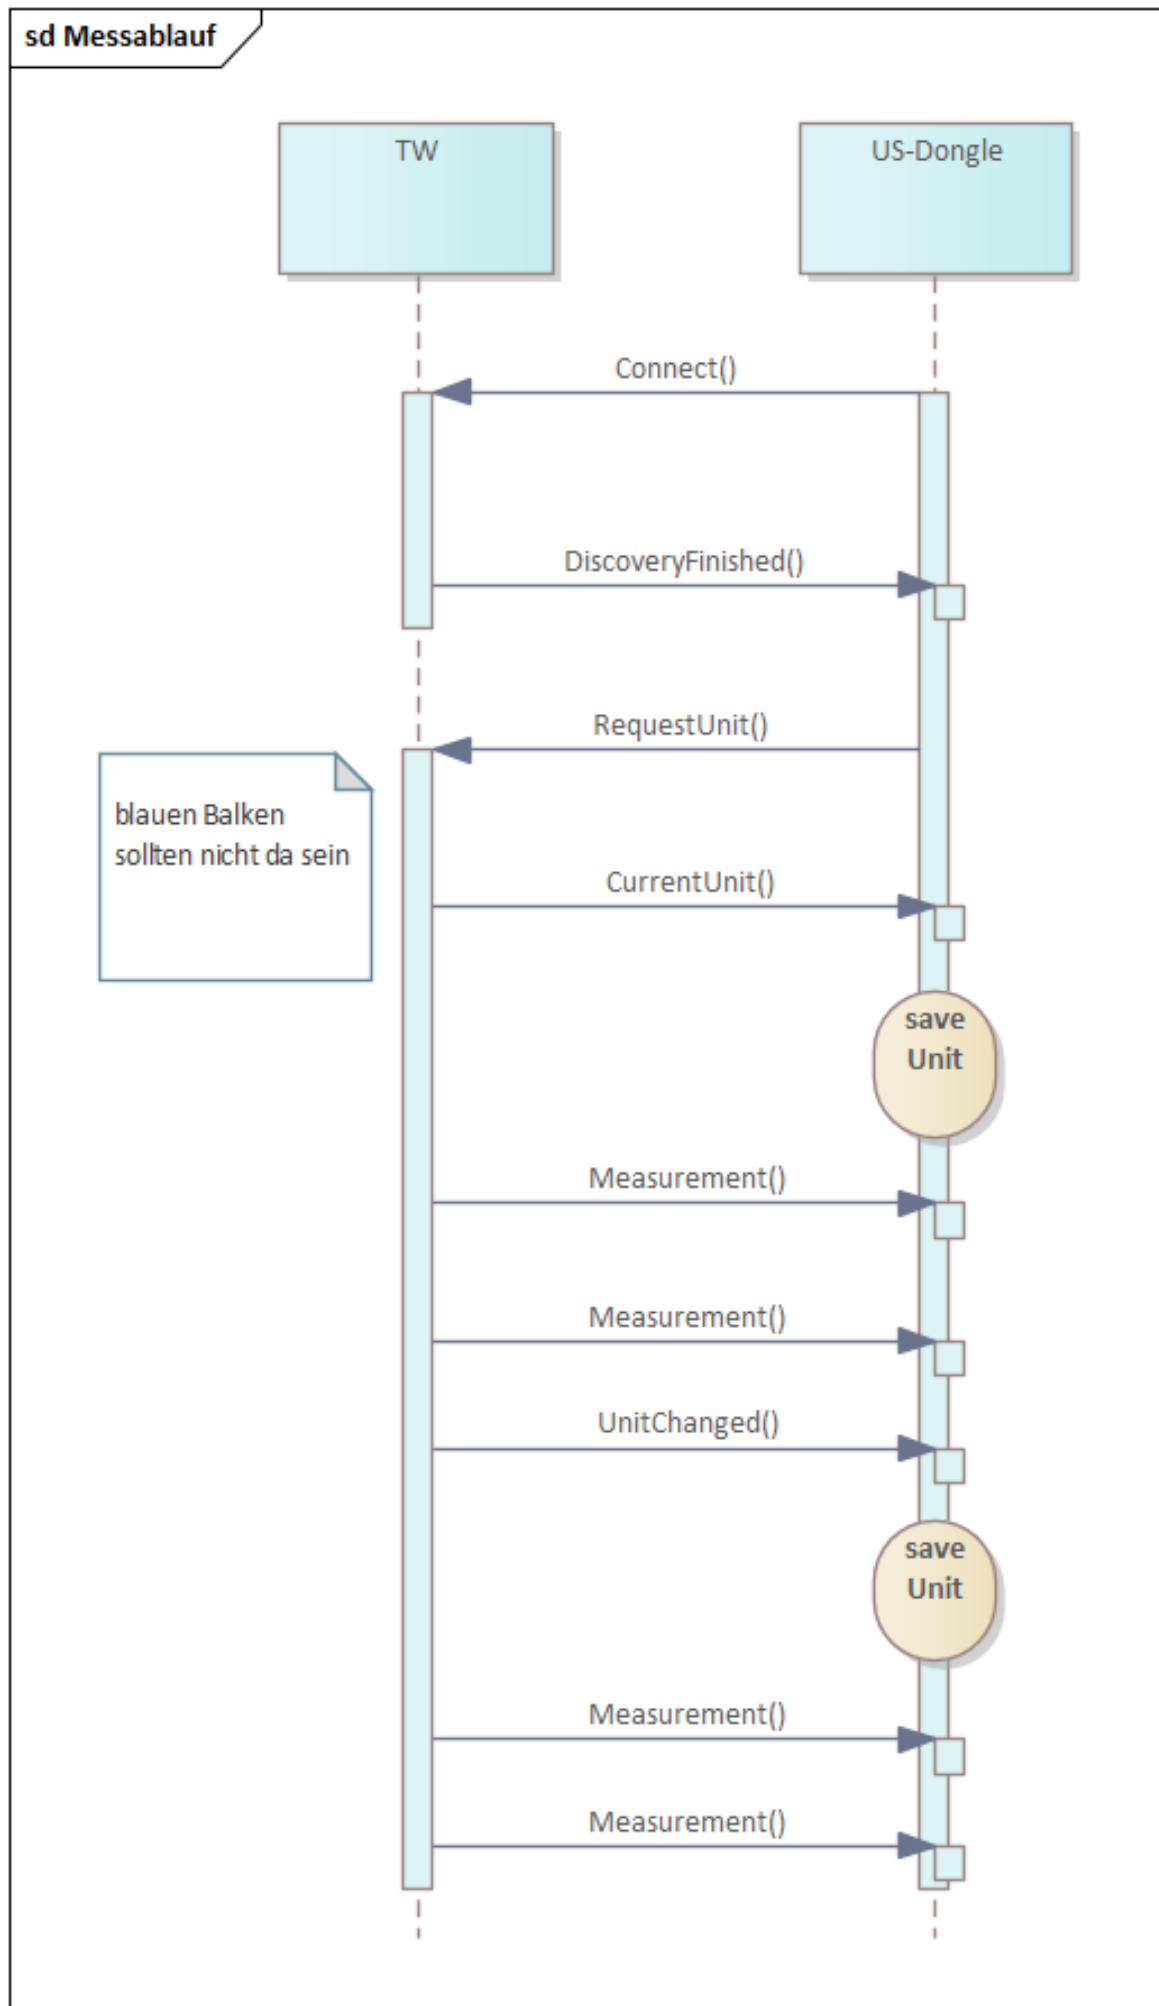 sd Messablauf
TW
US-Dongle
Connect()
DiscoveryFinished()
RequestUnit()
blauen Balken
sollten nicht da sein
CurrentUnit()
save
Unit
Measurement()
Measurement()
UnitChanged()
save
Unit
Measurement()
Measurement()